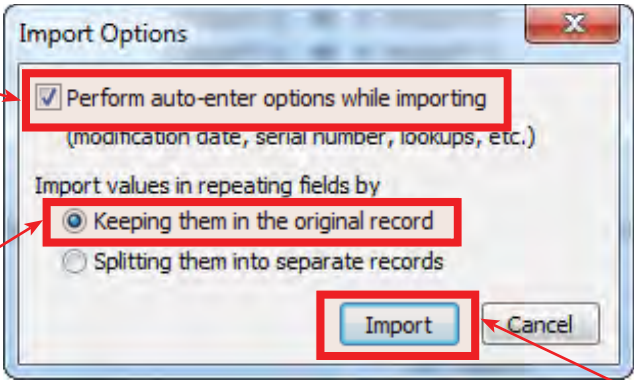 Import Options
Perform auto-enter options while importing
(modification date, serial number, lookups, etc.)
Import values in repeating fields by
Keeping them in the original record
Splitting them into separate records
Import
Cancel